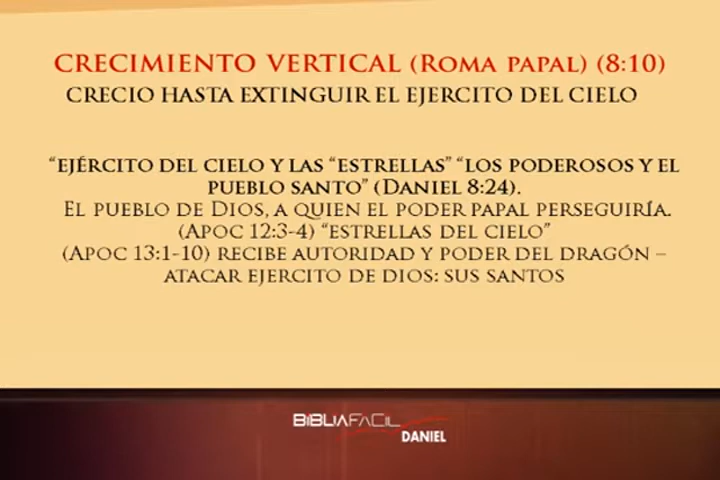 CRECIMIENTO VERTICAL (ROMA PAPAL) (8:10)
CRECIO HASTA EXTINGUIR EL EJERCITO DEL CIELO
“EJÉRCITO DEL CIELO Y LAS “ESTRELLAS” “LOS PODEROSOS Y EL
PUEBLO SANTO” (DANIEL 8:24).
EL PUEBLO DE DIOS, A QUIEN EL PODER PAPAL PERSEGUIRÍA.
(APOC 12:3-4) “ESTRELLAS DEL CIELO”
(APOC 13:1-10) RECIBE AUTORIDAD Y PODER DEL DRAGÓN –
ATACAR EJERCITO DE DIOS: SUS SANTOS
BIBLIAFACIL
DANIEL